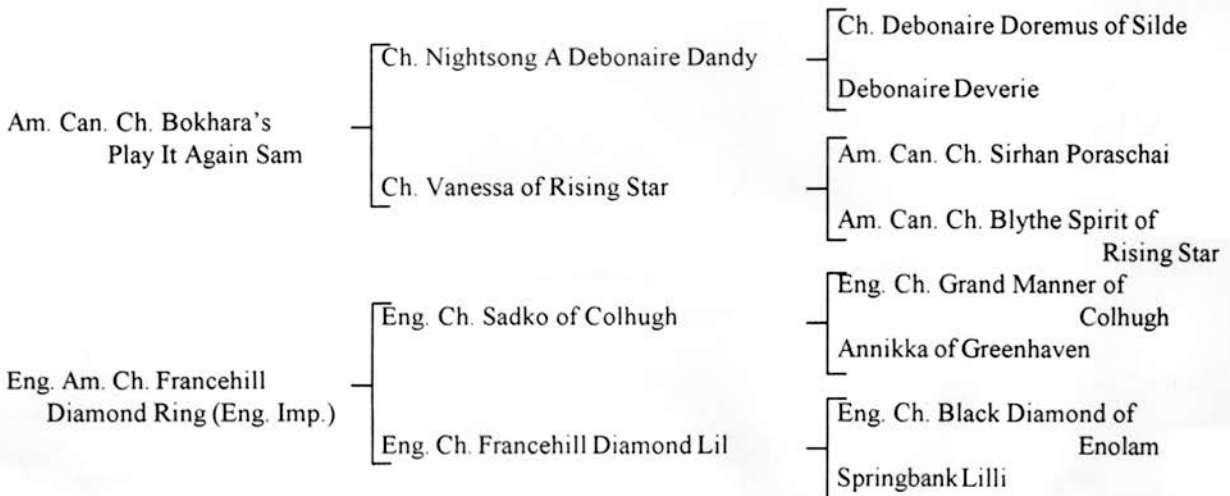 Am. Can. Ch. Bokhara's
Play It Again Sam
Ch. Nightsong A Debonaire Dandy
Ch. Debonaire Doremus of Silde
Debonaire Deverie
Ch. Vanessa of Rising Star
Am. Can. Ch. Sirhan Poraschai
Am. Can. Ch. Blythe Spirit of
Rising Star
Eng. Am. Ch. Francehill
Diamond Ring (Eng. Imp.)
Eng. Ch. Sadko of Colhugh
Eng. Ch. Grand Manner of
Colhugh
Annikka of Greenhaven
Eng. Ch. Francehill Diamond Lil
Eng. Ch. Black Diamond of
Enolam
Springbank Lilli